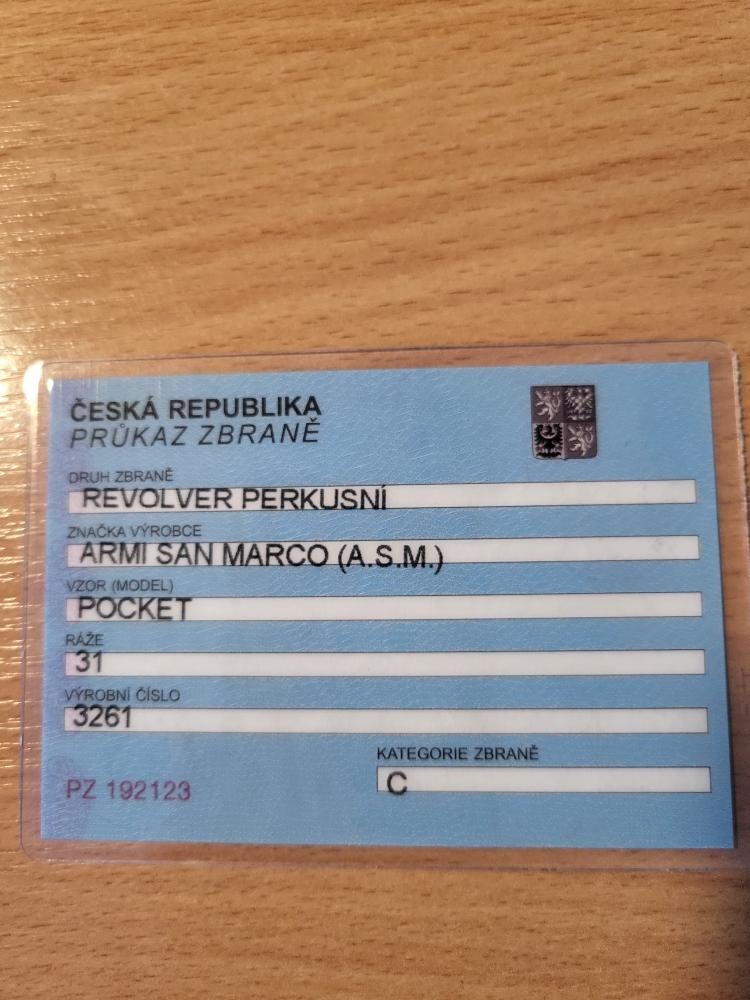 ČESKÁ REPUBLIKA
PRŮKAZ ZBRANĚ
DRUH ZBRANĚ
REVOLVER PERKUSNÍ
ZNAČKA VÝROBCE
ARMI SAN MARCO (A.S.M.)
VZOR (MODEL)
POCKET
RÁŽE
31
VÝROBNÍ ČÍSLO
3261
KATEGORIE ZBRANĚ
C
PZ 192123